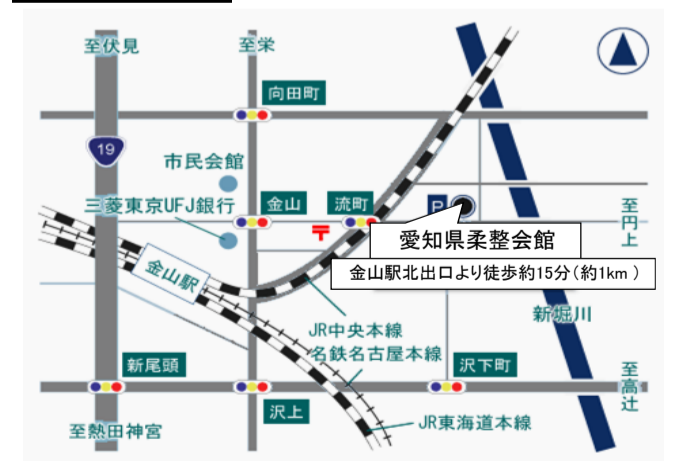 至伏見
至栄
向田町
19
市民会館
三菱東京UFJ銀行
金山
流町
P
〒
至円上
愛知県柔整会館
金山駅北出口より徒歩約15分（約1km ）
金山駅
新堀川
JR中央本線
名鉄名古屋本線
新尾頭
沢下町
至高辻
沢上
JR東海道本線
至熱田神宮